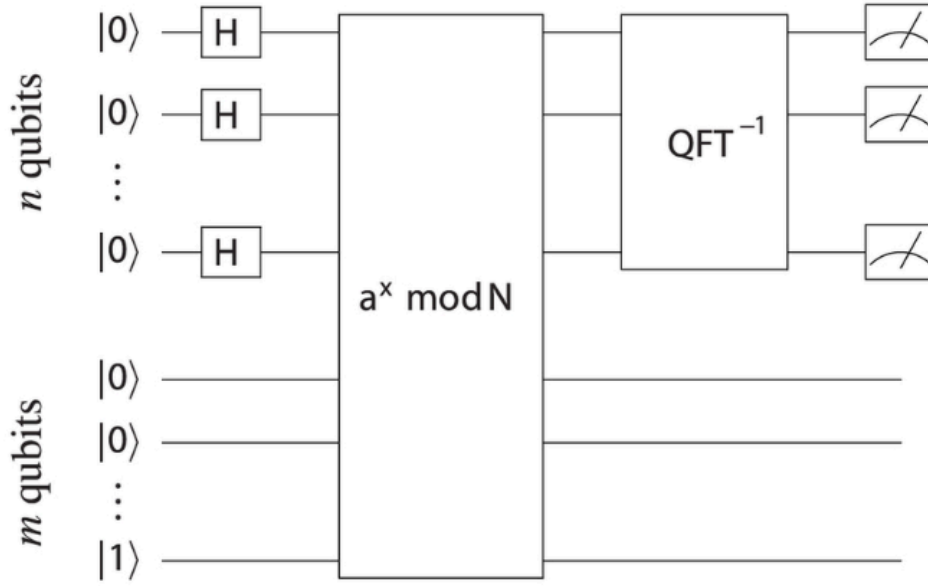 n qubits
|0⟩ H
|0⟩ H
⋮
|0⟩ H
a^x mod N
QFT^−1
m qubits
|0⟩
|0⟩
⋮
|1⟩